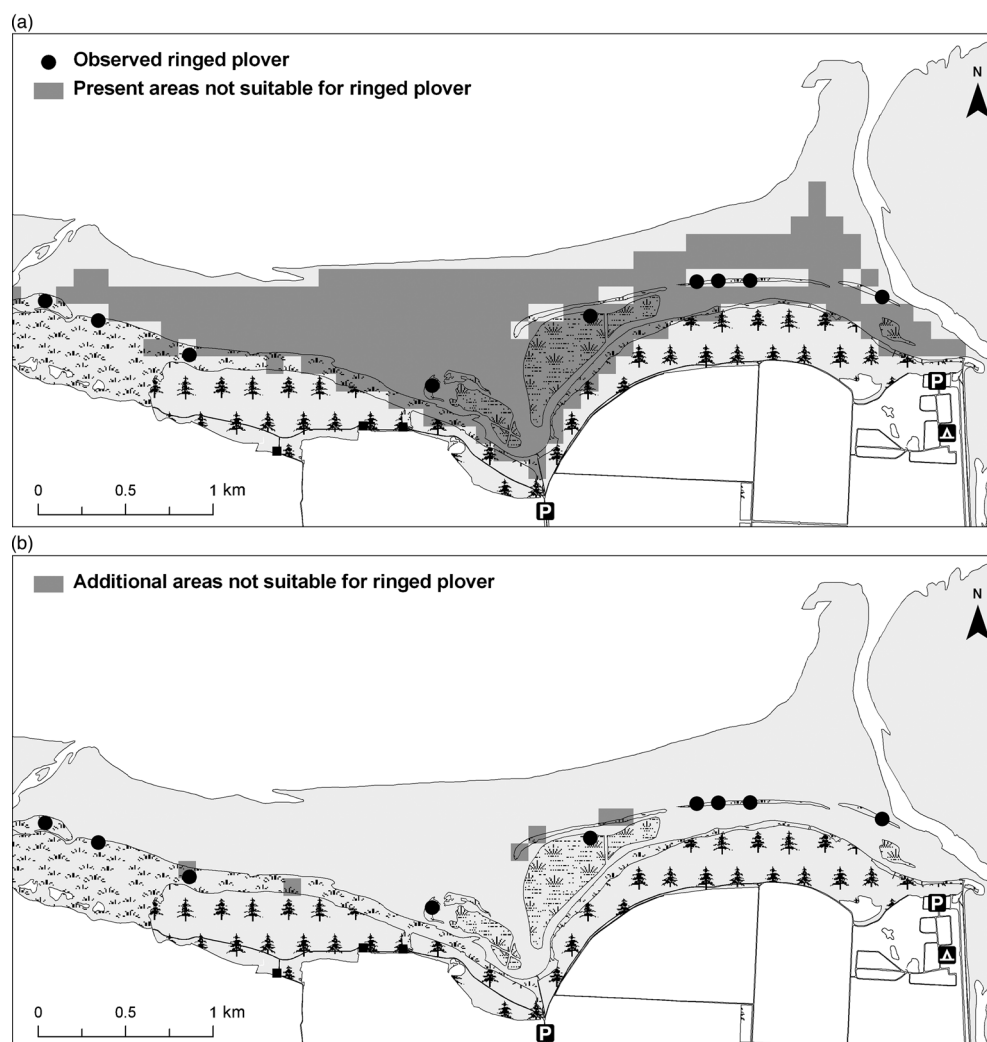 (a)
Observed ringed plover
Present areas not suitable for ringed plover
N
P
0 0.5 1 km
P
(b)
Additional areas not suitable for ringed plover
N
P
0 0.5 1 km
P